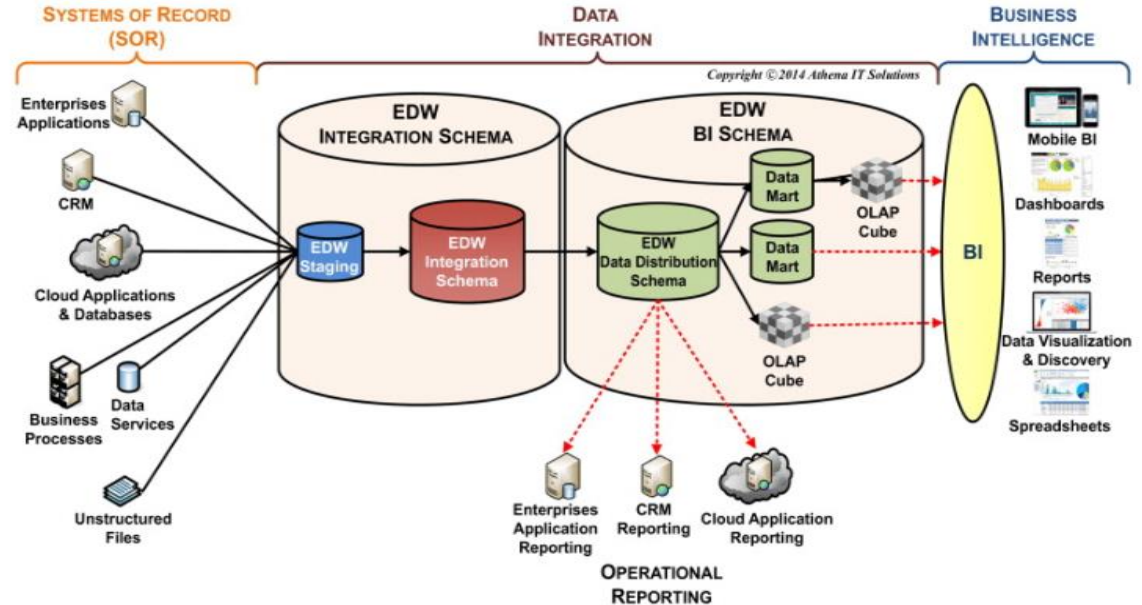 SYSTEMS OF RECORD
(SOR)
DATA
INTEGRATION
BUSINESS
INTELLIGENCE
Copyright © 2014 Athena IT Solutions
Enterprises
Applications
CRM
Cloud Applications
& Databases
Business
Processes
Data
Services
Unstructured
Files
EDW
INTEGRATION SCHEMA
EDW
Staging
EDW
Integration
Schema
EDW
BI SCHEMA
EDW
Data Distribution
Schema
Data
Mart
OLAP
Cube
Data
Mart
OLAP
Cube
BI
Mobile BI
Dashboards
Reports
Data Visualization
& Discovery
Spreadsheets
Enterprises
Application
Reporting
CRM
Reporting
Cloud Application
Reporting
OPERATIONAL
REPORTING